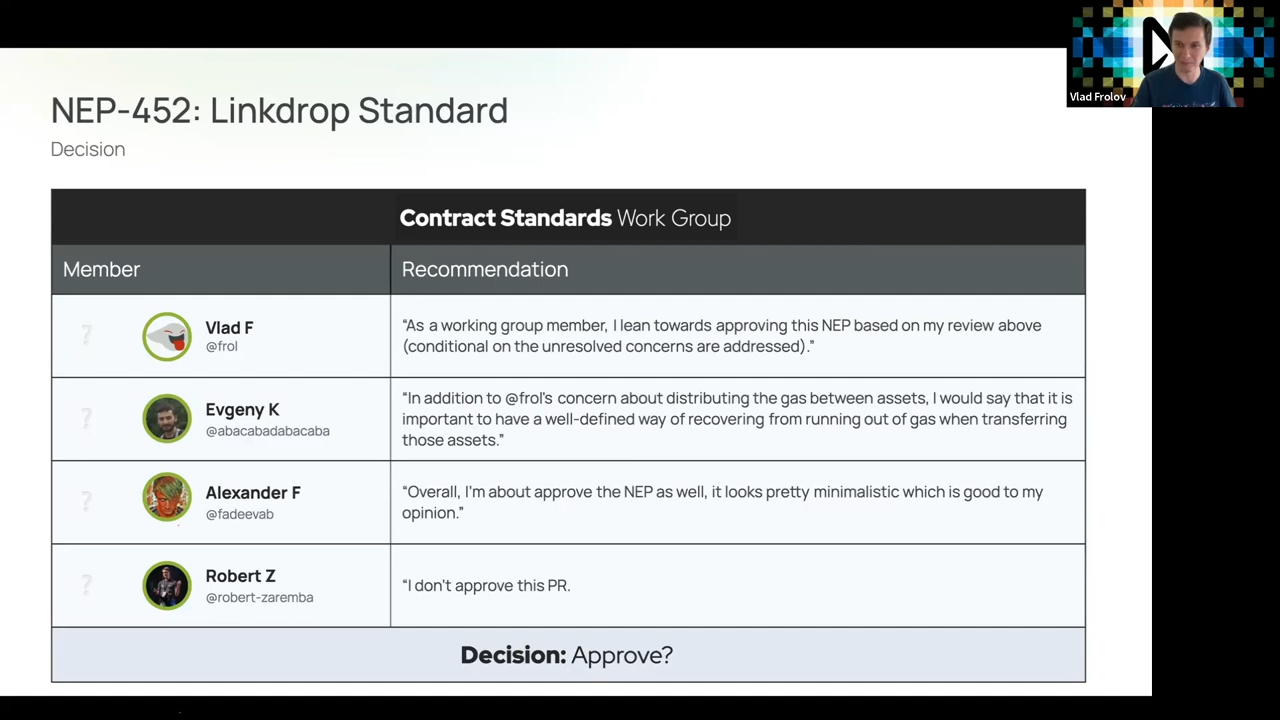 Vlad Frolov
NEP-452: Linkdrop Standard
Decision
Contract Standards Work Group
Member
Recommendation
?
Vlad F
@frol
“As a working group member, I lean towards approving this NEP based on my review above
(conditional on the unresolved concerns are addressed).”
?
Evgeny K
@abacabadabacaba
“In addition to @frol’s concern about distributing the gas between assets, I would say that it is
important to have a well-defined way of recovering from running out of gas when transferring
those assets.”
?
Alexander F
@fadeevab
“Overall, I’m about approve the NEP as well, it looks pretty minimalistic which is good to my
opinion.”
?
Robert Z
@robert-zaremba
“I don’t approve this PR.
Decision: Approve?